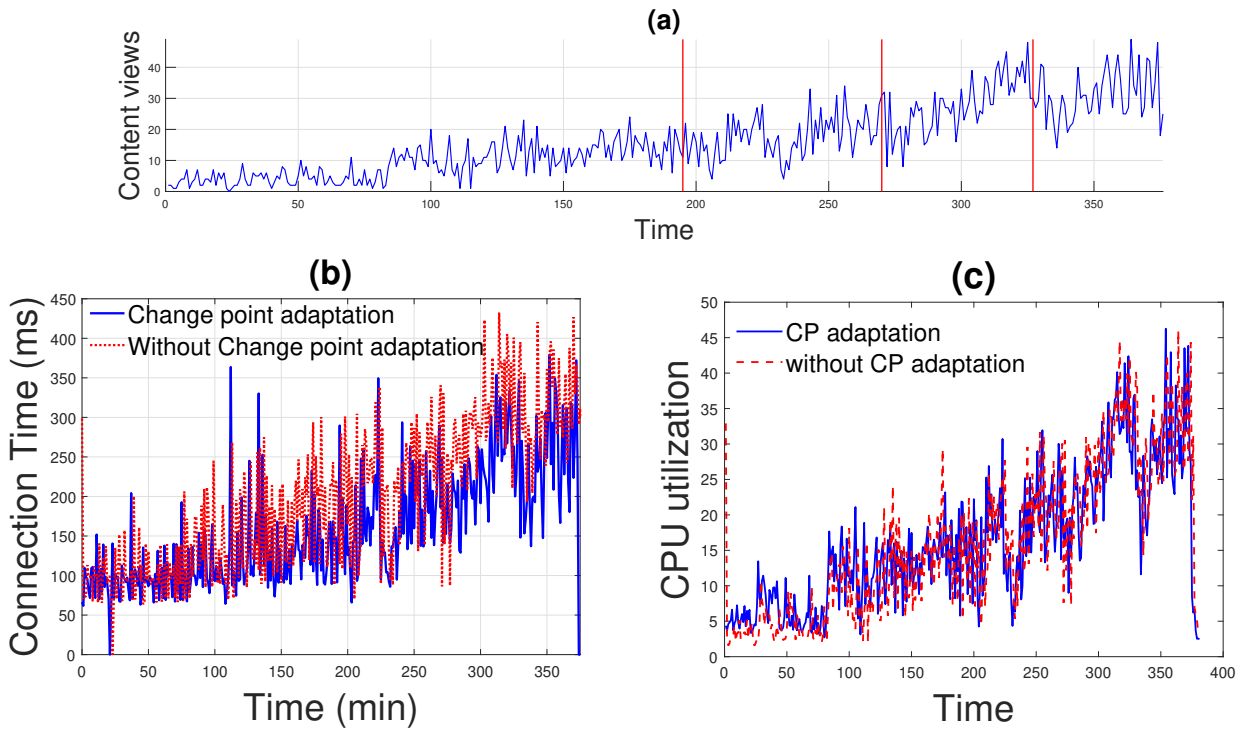 (a)
Content views
40
30
20
10
0
0 50 100 150 200 250 300 350
Time
(b)
Connection Time (ms)
450
400
350
300
250
200
150
100
50
0
Change point adaptation
Without Change point adaptation
0 50 100 150 200 250 300 350
Time (min)
(c)
CPU utilization
50
45
40
35
30
25
20
15
10
5
0
CP adaptation
without CP adaptation
0 50 100 150 200 250 300 350 400
Time